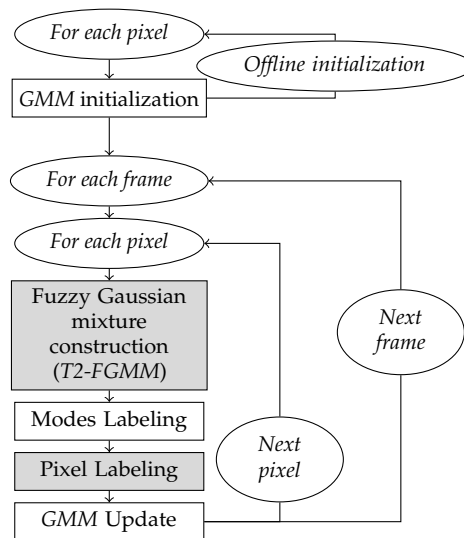 For each pixel
Offline initialization
GMM initialization
For each frame
For each pixel
Fuzzy Gaussian
mixture
construction
(T2-FGMM)
Next
frame
Modes Labeling
Next
pixel
Pixel Labeling
GMM Update